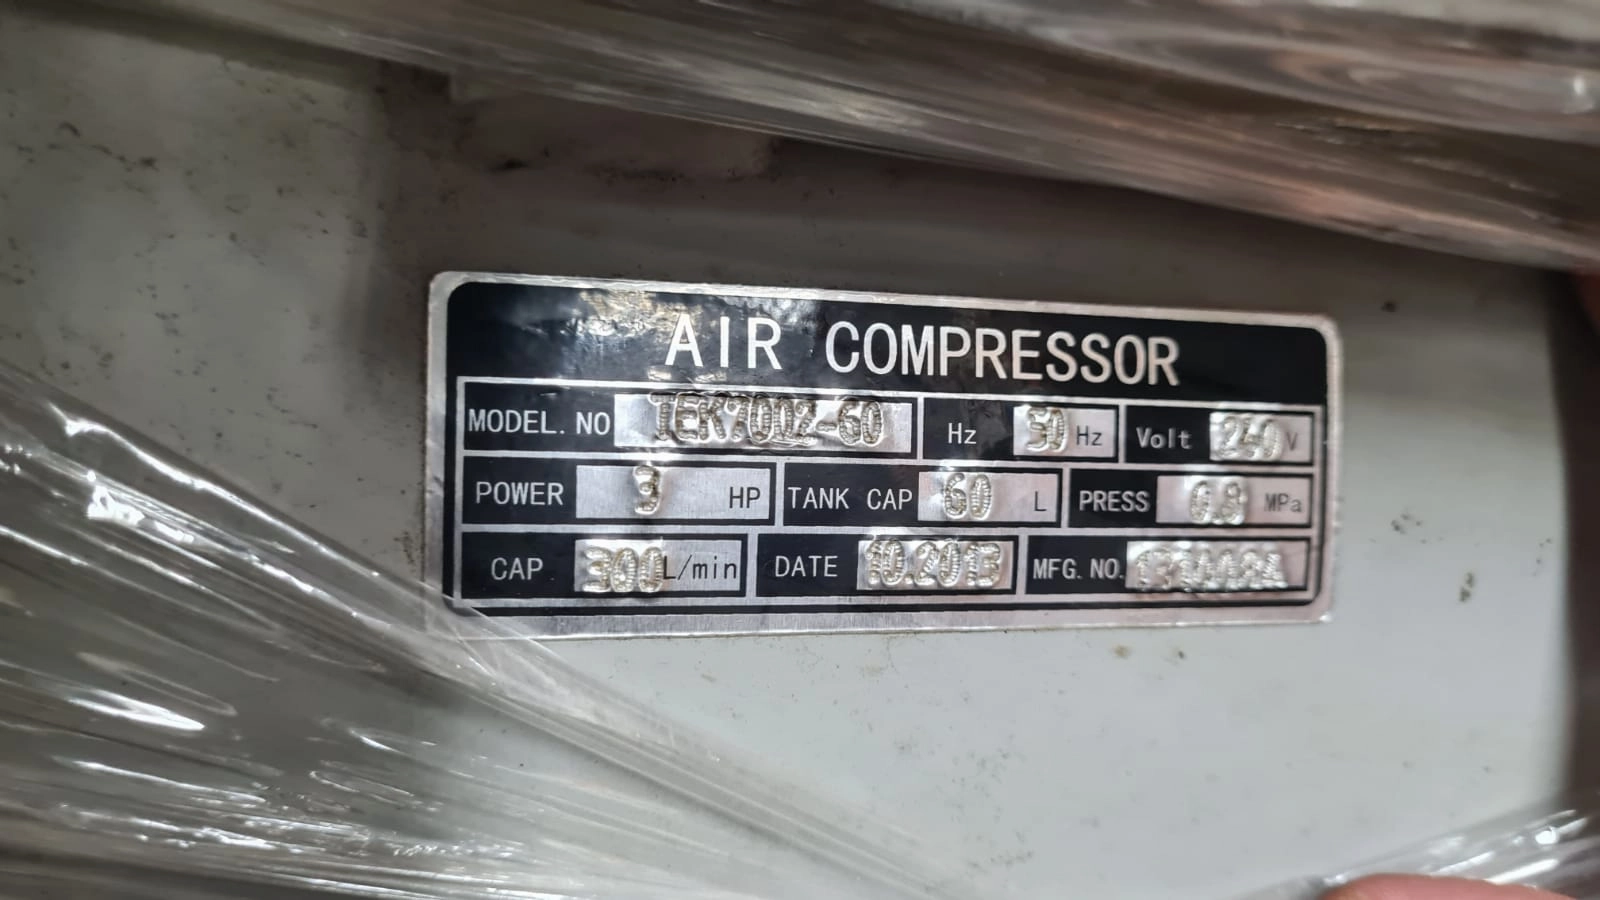 AIR COMPRESSOR
MODEL. NO TEK7002-60 Hz 50 Hz Volt 240 V
POWER 3 HP TANK CAP 60 L PRESS 0.8 MPa
CAP 300 L/min DATE 10.2013 MFG. NO.